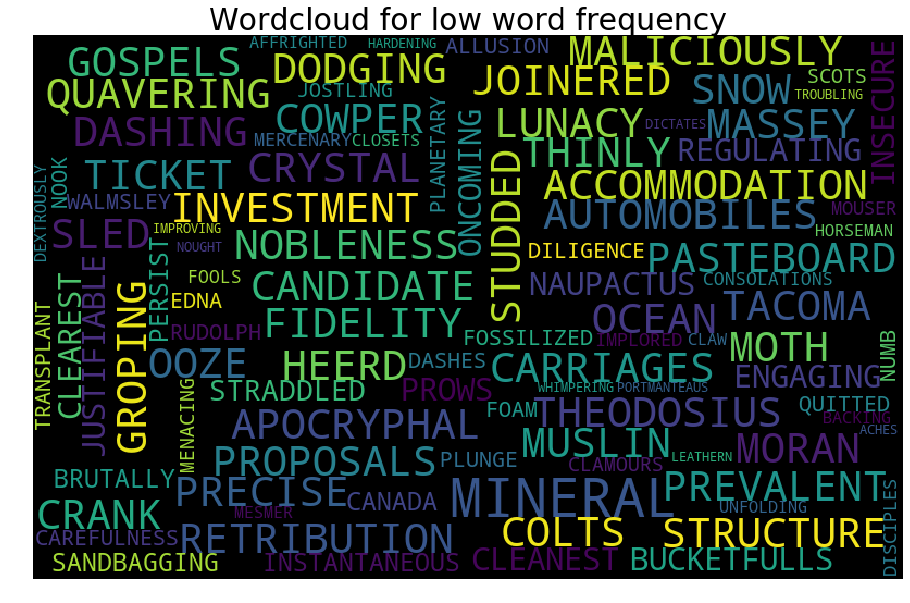 Wordcloud for low word frequency
AFFRIGHTED
HARDENING
ALLUSION
MALICIOUSLY
GOSPELS
DODGING
JOINERED
SNOW
SCOTS
INSECURE
QUAVERING
JOSTLING
TROUBLING
COWPER
PLANETARY
ONCOMING
LUNACY
DICTATES
MASSEY
DASHING
MERCENARY
CLOSETS
THINLY
REGULATING
DEXTROUSLY
NOOK
TICKET
CRYSTAL
STUDDED
ACCOMMODATION
WALMSLEY
INVESTMENT
AUTOMOBILES
MOUSER
SLED
IMPROVING
HORSEMAN
NOUGHT
NOBLENESS
DILIGENCE
PASTEBOARD
PERSIST
JUSTIFIABLE
CLEAREST
FOOLS
CANDIDATE
NAUPACTUS
CONSOLATIONS
EDNA
GROPING
TRANSPLANT
OCEAN
TACOMA
RUDOLPH
FIDELITY
FOSSILIZED
IMPLORED
CLAW
MOTH
NUMB
OOZE
HEERD
DASHES
CARRIAGES
ENGAGING
MENACING
STRADDLED
PROWS
WHIMPERING
PORTMANTEAUS
QUITTED
APOCRYPHAL
FOAM
THEODOSIUS
BACKING
ACHES
PROPOSALS
PLUNGE
MUSLIN
LEATHERN
MORAN
CLAMOURS
BRUTALLY
PRECISE
CANADA
MINERAL
PREVALENT
DISCIPLES
CRANK
MESMER
UNFOLDING
CAREFULNESS
RETRIBUTION
COLTS
STRUCTURE
SANDBAGGING
INSTANTANEOUS
CLEANEST
BUCKETFULLS